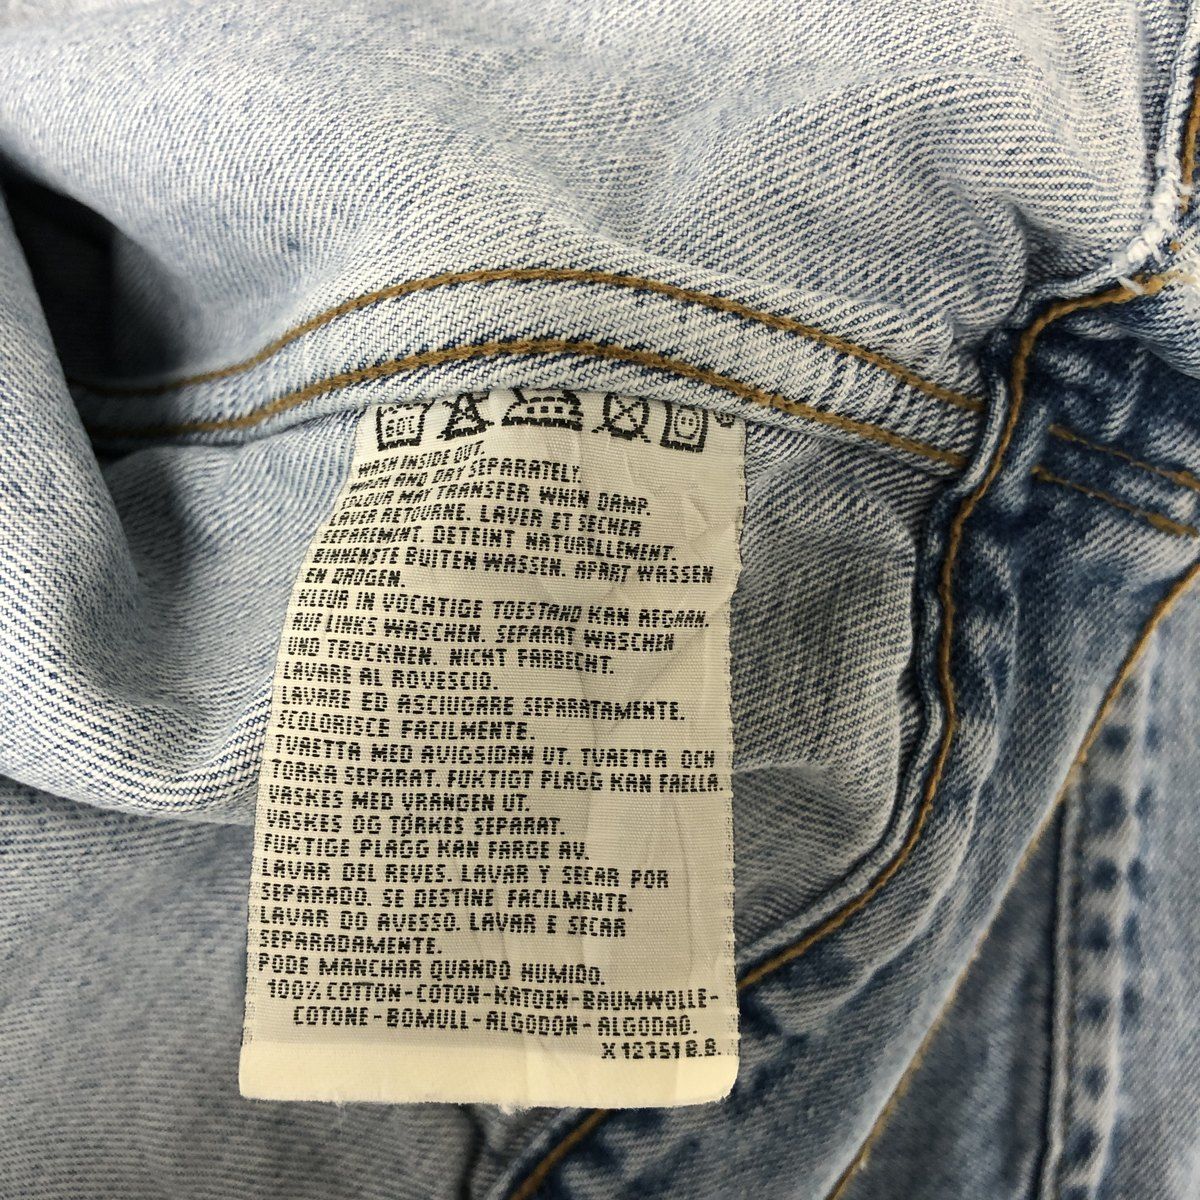 60
WASH INSIDE OUT.
WASH AND DRY SEPARATELY.
COLOUR MAY TRANSFER WHEN DAMP.
LAVER RETOURNE. LAVER ET SECHER
SEPAREMENT. DETEINT NATURELLEMENT.
BINNENSTE BUITEN WASSEN. APART WASSEN
EN DROGEN.
KLEUR IN VOCHTIGE TOESTAND KAN AFGAAN.
AUF LINKS WASCHEN. SEPARAT WASCHEN
UND TROCKNEN. NICHT FARBECHT.
LAVARE AL ROVESCIO.
LAVARE ED ASCIUGARE SEPARATAMENTE.
SCOLORISCE FACILMENTE.
TVAETTA MED AVIGSIDAN UT. TVAETTA OCH
TORKA SEPARAT. FUKTIGT PLAGG KAN FAELLA.
VASKES MED VRANGEN UT.
VASKES OG TØRKES SEPARAT.
FUKTIGE PLAGG KAN FARGE AV.
LAVAR DEL REVES. LAVAR Y SECAR POR
SEPARADO. SE DESTINE FACILMENTE.
LAVAR DO AVESSO. LAVAR E SECAR
SEPARADAMENTE.
PODE MANCHAR QUANDO HUMIDO.
100% COTTON-COTON-KATOEN-BAUMWOLLE-
COTONE-BOMULL-ALGODON-ALGODAO.
X12751 B.B.